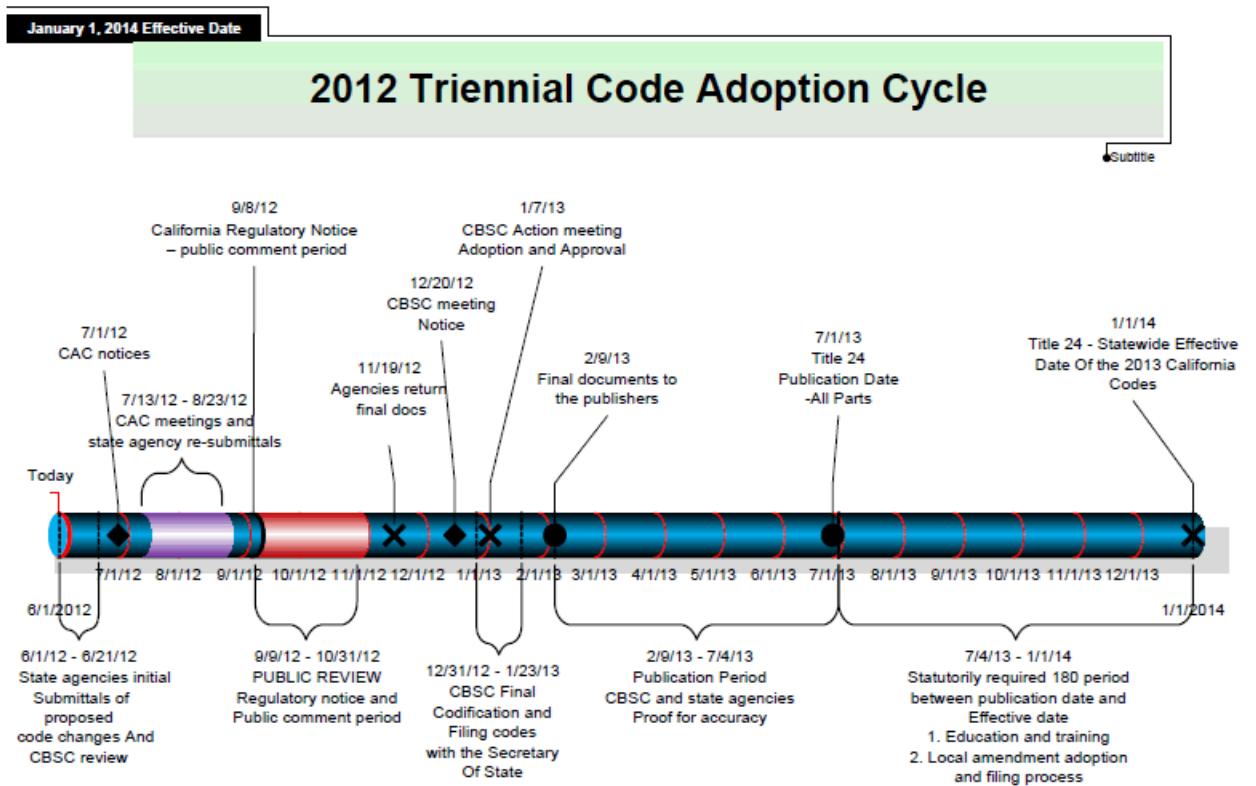 January 1, 2014 Effective Date
2012 Triennial Code Adoption Cycle
Subtitle
9/8/12
California Regulatory Notice
– public comment period
1/7/13
CBSC Action meeting
Adoption and Approval
12/20/12
CBSC meeting
Notice
7/1/12
CAC notices
11/19/12
Agencies return
final docs
2/9/13
Final documents to
the publishers
7/1/13
Title 24
Publication Date
-All Parts
1/1/14
Title 24 - Statewide Effective
Date Of the 2013 California
Codes
7/13/12 - 8/23/12
CAC meetings and
state agency re-submittals
Today
7/1/12 8/1/12 9/1/12 10/1/12 11/1/12 12/1/12 1/1/13 2/1/13 3/1/13 4/1/13 5/1/13 6/1/13 7/1/13 8/1/13 9/1/13 10/1/13 11/1/13 12/1/13
6/1/2012
1/1/2014
6/1/12 - 6/21/12
State agencies initial
Submittals of
proposed
code changes And
CBSC review
9/9/12 - 10/31/12
PUBLIC REVIEW
Regulatory notice and
Public comment period
12/31/12 - 1/23/13
CBSC Final
Codification and
Filing codes
with the Secretary
Of State
2/9/13 - 7/4/13
Publication Period
CBSC and state agencies
Proof for accuracy
7/4/13 - 1/1/14
Statutorily required 180 period
between publication date and
Effective date
1. Education and training
2. Local amendment adoption
and filing process